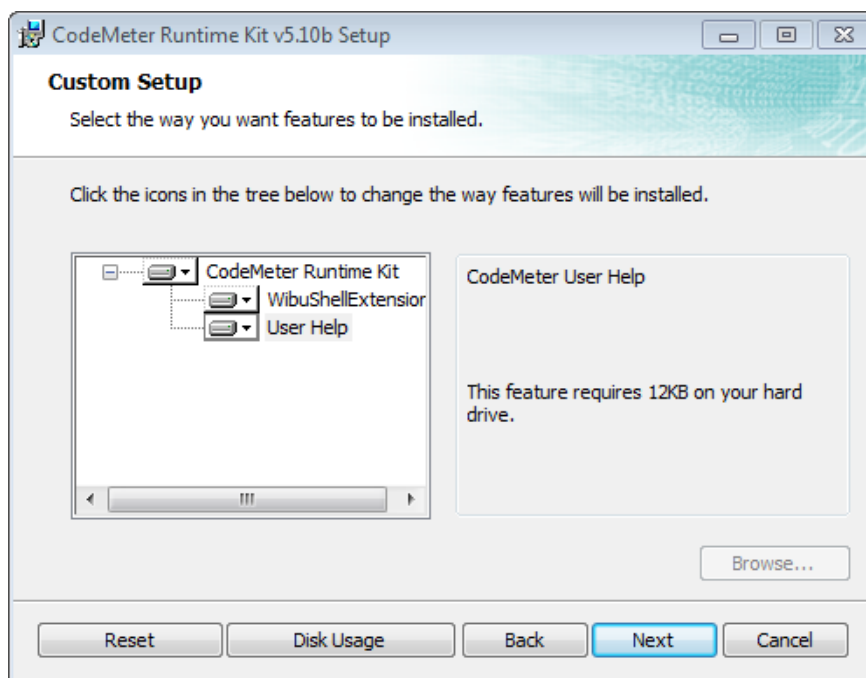 CodeMeter Runtime Kit v5.10b Setup
Custom Setup
Select the way you want features to be installed.
Click the icons in the tree below to change the way features will be installed.
CodeMeter Runtime Kit
WibuShellExtension
User Help
CodeMeter User Help
This feature requires 12KB on your hard
drive.
Browse...
Reset
Disk Usage
Back
Next
Cancel